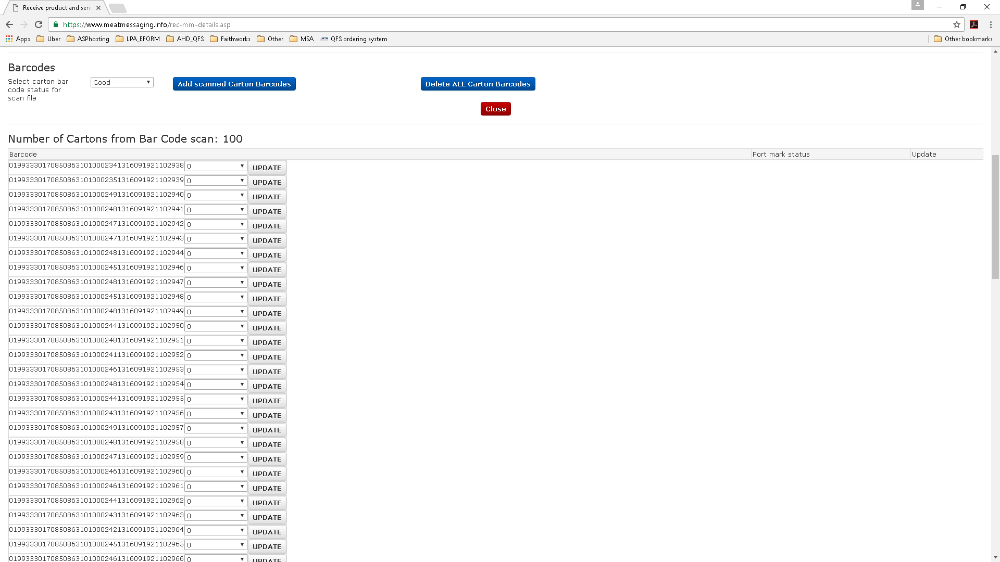 Receive product and sen
https://www.meatmessaging.info/rec-mm-details.asp
Apps Uber ASPhosting LPA_EFORM AHD_QFS Faithworks Other MSA QFS ordering system Other bookmarks
Barcodes
Select carton bar code status for scan file
Good
Add scanned Carton Barcodes
Delete ALL Carton Barcodes
Close
Number of Cartons from Bar Code scan: 100
Barcode Port mark status Update
01993330170850863101000234131609192110​2938 0 UPDATE
019933301708508631010002351316091921102939 0 UPDATE
019933301708508631010002491316091921102940 0 UPDATE
019933301708508631010002481316091921102941 0 UPDATE
019933301708508631010002471316091921102942 0 UPDATE
019933301708508631010002471316091921102943 0 UPDATE
019933301708508631010002481316091921102944 0 UPDATE
019933301708508631010002451316091921102946 0 UPDATE
019933301708508631010002481316091921102947 0 UPDATE
019933301708508631010002451316091921102948 0 UPDATE
019933301708508631010002481316091921102949 0 UPDATE
019933301708508631010002441316091921102950 0 UPDATE
019933301708508631010002481316091921102951 0 UPDATE
019933301708508631010002411316091921102952 0 UPDATE
019933301708508631010002461316091921102953 0 UPDATE
019933301708508631010002481316091921102954 0 UPDATE
019933301708508631010002441316091921102955 0 UPDATE
019933301708508631010002431316091921102956 0 UPDATE
019933301708508631010002491316091921102957 0 UPDATE
019933301708508631010002481316091921102958 0 UPDATE
019933301708508631010002471316091921102959 0 UPDATE
019933301708508631010002461316091921102960 0 UPDATE
019933301708508631010002461316091921102961 0 UPDATE
019933301708508631010002441316091921102962 0 UPDATE
019933301708508631010002431316091921102963 0 UPDATE
019933301708508631010002421316091921102964 0 UPDATE
019933301708508631010002451316091921102965 0 UPDATE
019933301708508631010002461316091921102966 0 UPDATE